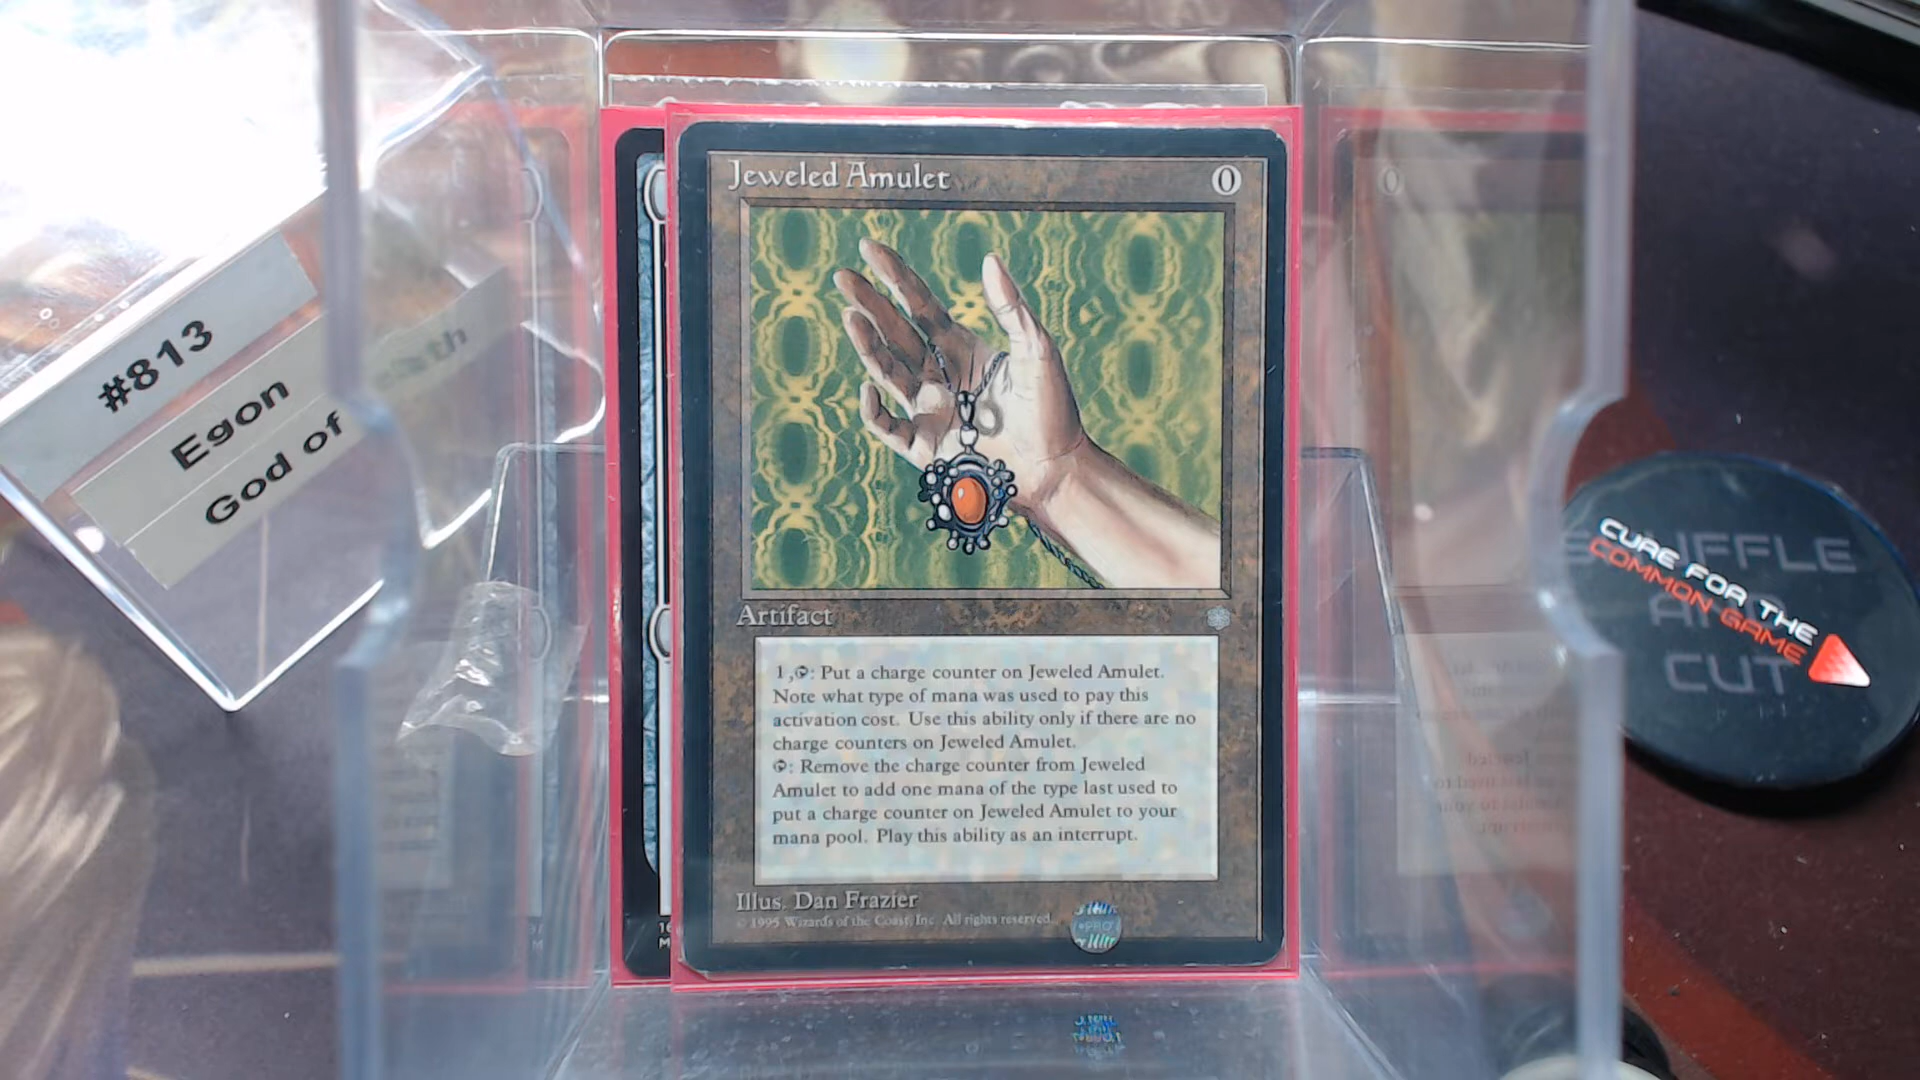 #813
Egon
God of
Jeweled Amulet
0
Artifact
1, : Put a charge counter on Jeweled Amulet.
Note what type of mana was used to pay this
activation cost. Use this ability only if there are no
charge counters on Jeweled Amulet.
: Remove the charge counter from Jeweled
Amulet to add one mana of the type last used to
put a charge counter on Jeweled Amulet to your
mana pool. Play this ability as an interrupt.
Illus. Dan Frazier
© 1995 Wizards of the Coast, Inc. All rights reserved.
CURE FOR THE
COMMON GAME
CUT